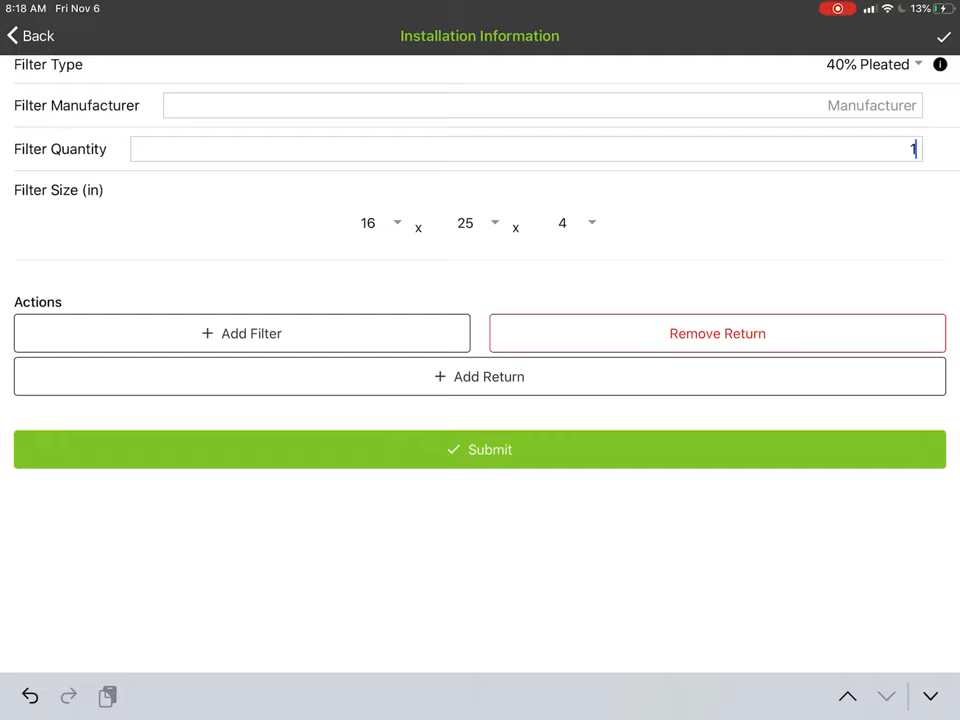 8:18 AM Fri Nov 6 13%
Back Installation Information
Filter Type 40% Pleated
Filter Manufacturer Manufacturer
Filter Quantity 1
Filter Size (in)
16 x 25 x 4
Actions
+ Add Filter Remove Return
+ Add Return
Submit